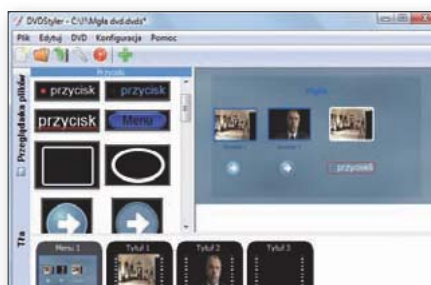 DVDStyler - C:\J\Mgła dvd.dvds*
Plik Edytuj DVD Konfiguracja Pomoc
Przyciski
przycisk
przycisk
przycisk
Menu
Przeglądarka plików
Tła
Mgła
przycisk
Menu 1
Tytuł 1
Tytuł 2
Tytuł 3